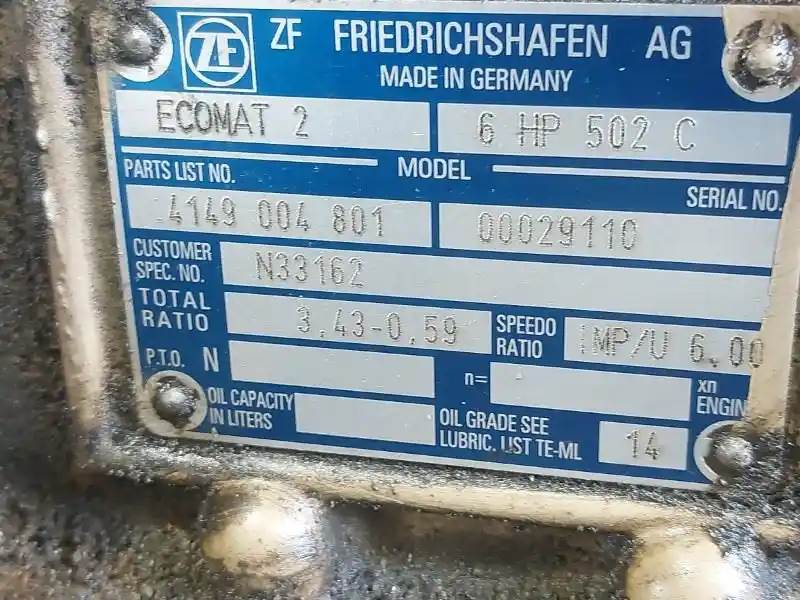 ZF ZF FRIEDRICHSHAFEN AG
MADE IN GERMANY
ECOMAT 2 6 HP 502 C
PARTS LIST NO. MODEL SERIAL NO.
4149 004 801 00029110
CUSTOMER SPEC. NO. N33162
TOTAL RATIO 3,43-0,59 SPEEDO RATIO IMP/U 6.00
P.T.O. N n= xn ENGIN
OIL CAPACITY IN LITERS OIL GRADE SEE LUBRIC. LIST TE-ML 14